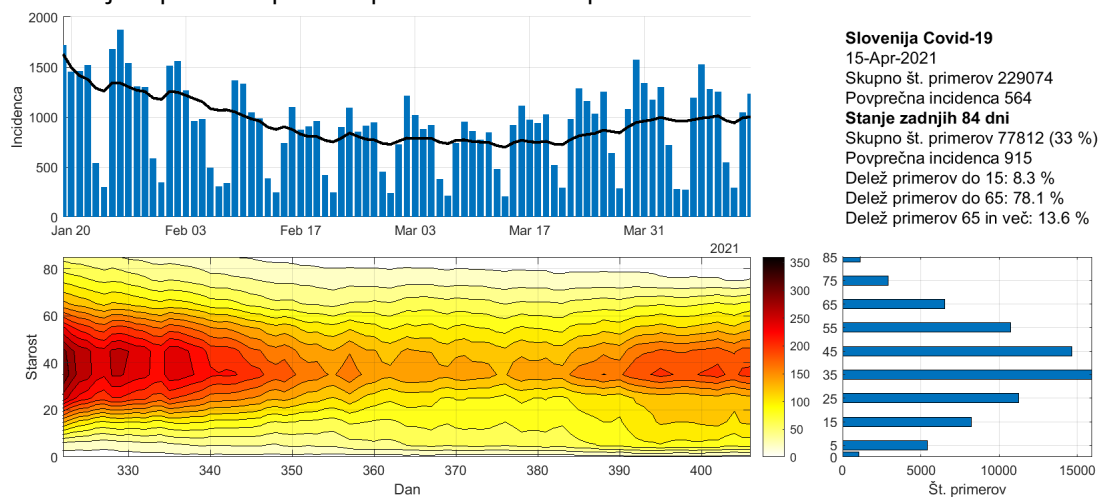 2000
1500
1000
500
0
Incidenca
Jan 20
Feb 03
Feb 17
Mar 03
Mar 17
Mar 31
2021
Slovenija Covid-19
15-Apr-2021
Skupno št. primerov 229074
Povprečna incidenca 564
Stanje zadnjih 84 dni
Skupno št. primerov 77812 (33 %)
Povprečna incidenca 915
Delež primerov do 15: 8.3 %
Delež primerov do 65: 78.1 %
Delež primerov 65 in več: 13.6 %
80
60
40
20
0
Starost
330
340
350
360
370
380
390
400
Dan
350
300
250
200
150
100
50
0
85
75
65
55
45
35
25
15
5
0
0
5000
10000
15000
Št. primerov